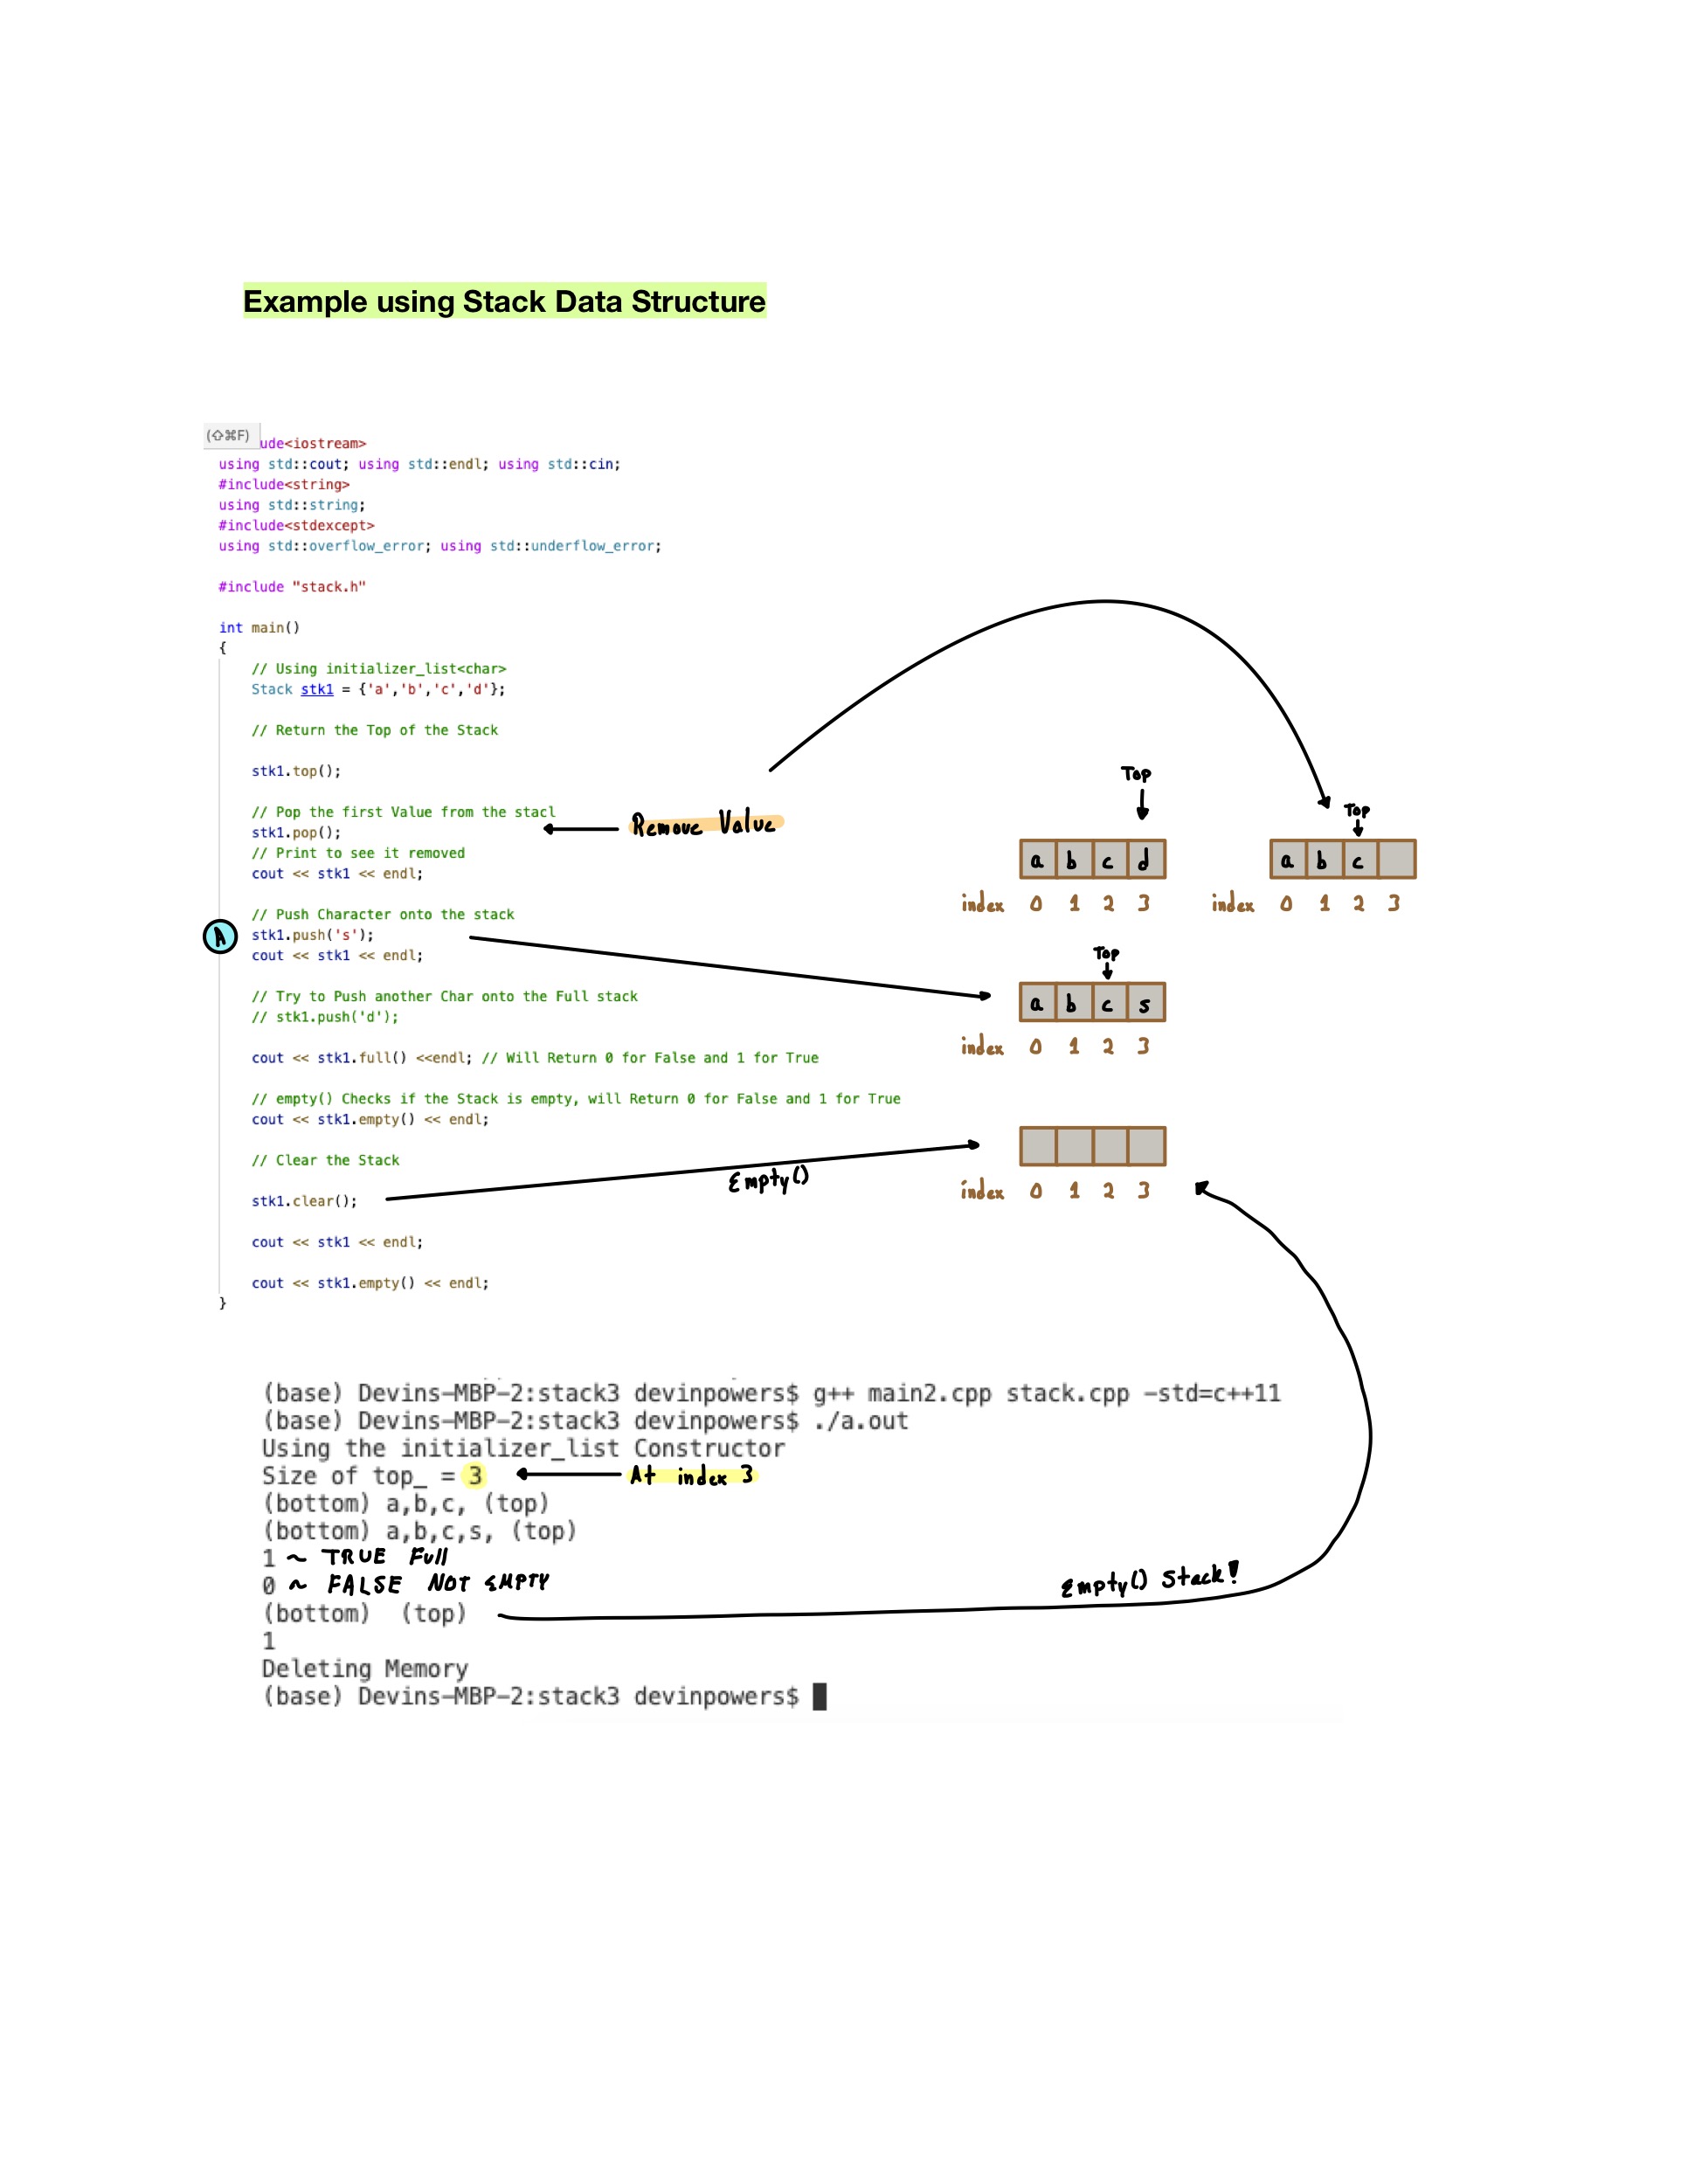 Example using Stack Data Structure
(⇧⌘F) ude<iostream>
using std::cout; using std::endl; using std::cin;
#include<string>
using std::string;
#include<stdexcept>
using std::overflow_error; using std::underflow_error;
#include "stack.h"
int main()
{
// Using initializer_list<char>
Stack stk1 = {'a','b','c','d'};
// Return the Top of the Stack
stk1.top();
// Pop the first Value from the stacl
stk1.pop();
Remove Value
// Print to see it removed
cout << stk1 << endl;
Top
a b c d
index 0 1 2 3
Top
a b c
index 0 1 2 3
// Push Character onto the stack
A
stk1.push('s');
cout << stk1 << endl;
Top
a b c s
index 0 1 2 3
// Try to Push another Char onto the Full stack
// stk1.push('d');
cout << stk1.full() <<endl; // Will Return 0 for False and 1 for True
// empty() Checks if the Stack is empty, will Return 0 for False and 1 for True
cout << stk1.empty() << endl;
// Clear the Stack
stk1.clear();
Empty()
index 0 1 2 3
cout << stk1 << endl;
cout << stk1.empty() << endl;
}
(base) Devins-MBP-2:stack3 devinpowers$ g++ main2.cpp stack.cpp -std=c++11
(base) Devins-MBP-2:stack3 devinpowers$ ./a.out
Using the initializer_list Constructor
Size of top_ = 3
At index 3
(bottom) a,b,c, (top)
(bottom) a,b,c,s, (top)
1 ~ TRUE Full
0 ~ FALSE NOT EMPTY
(bottom)  (top)
Empty() Stack!
1
Deleting Memory
(base) Devins-MBP-2:stack3 devinpowers$